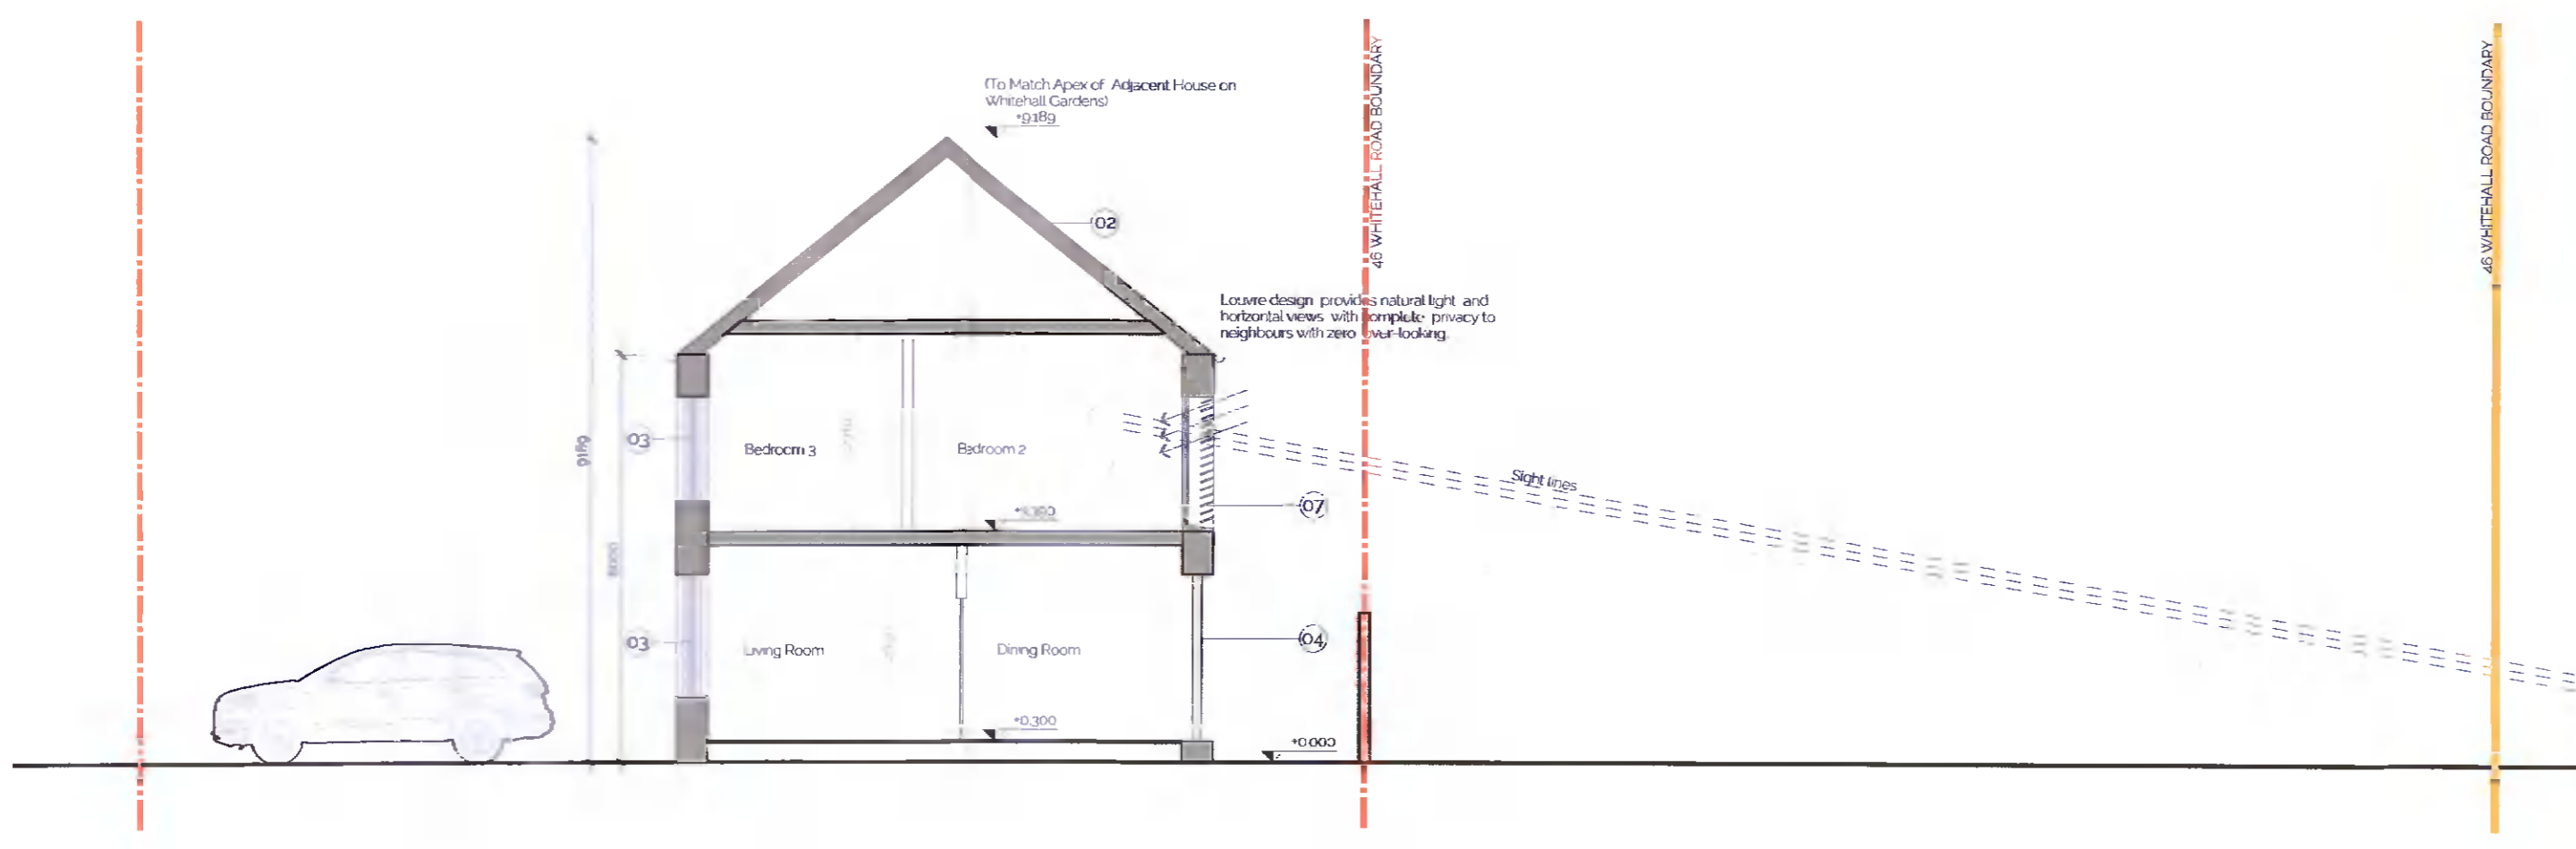 (To Match Apex of Adjacent House on
Whitehall Gardens)
+9189
02
46 WHITEHALL ROAD BOUNDARY
46 WHITEHALL ROAD BOUNDARY
Louvre design provides natural light and
horizontal views with complete privacy to
neighbours with zero over-looking.
9189
03
Bedroom 3
Bedroom 2
Sight lines
07
03
Living Room
Dining Room
04
+0.300
+0.000